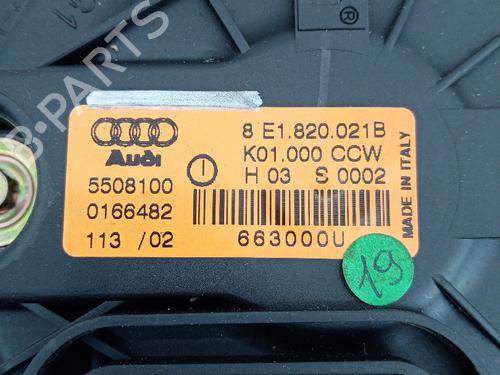 B-PARTS
®
Audi
8 E1.820.021B
K01.000 CCW
H 03 S 0002
5508100
0166482
113 /02
663000U
MADE IN ITALY
19